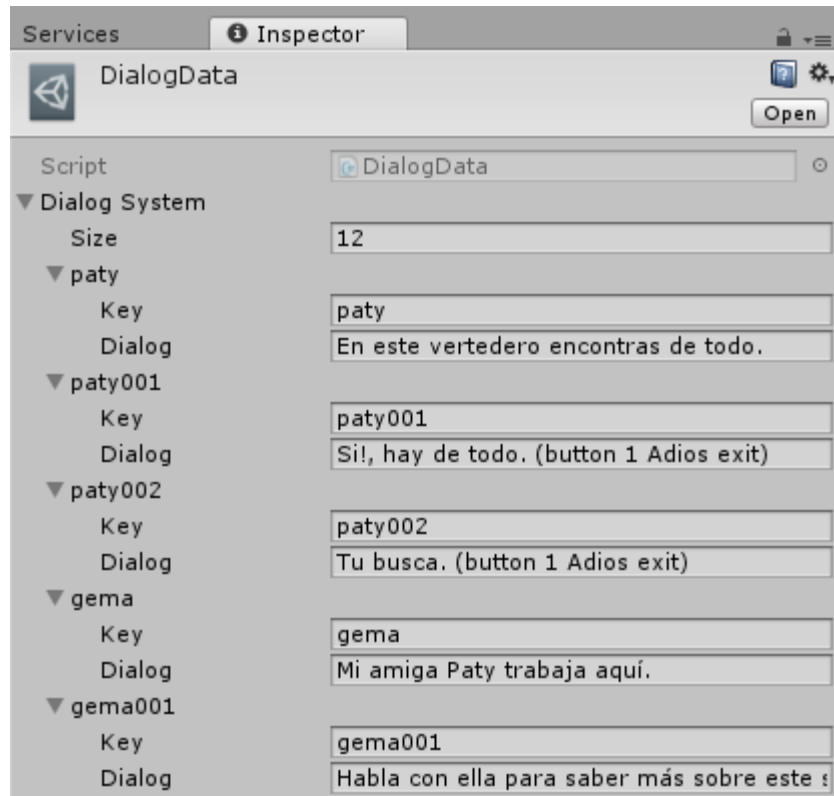 Services Inspector
DialogData
Open
Script DialogData
Dialog System
Size 12
paty
Key paty
Dialog En este vertedero encontras de todo.
paty001
Key paty001
Dialog Si!, hay de todo. (button 1 Adios exit)
paty002
Key paty002
Dialog Tu busca. (button 1 Adios exit)
gema
Key gema
Dialog Mi amiga Paty trabaja aquí.
gema001
Key gema001
Dialog Habla con ella para saber más sobre este